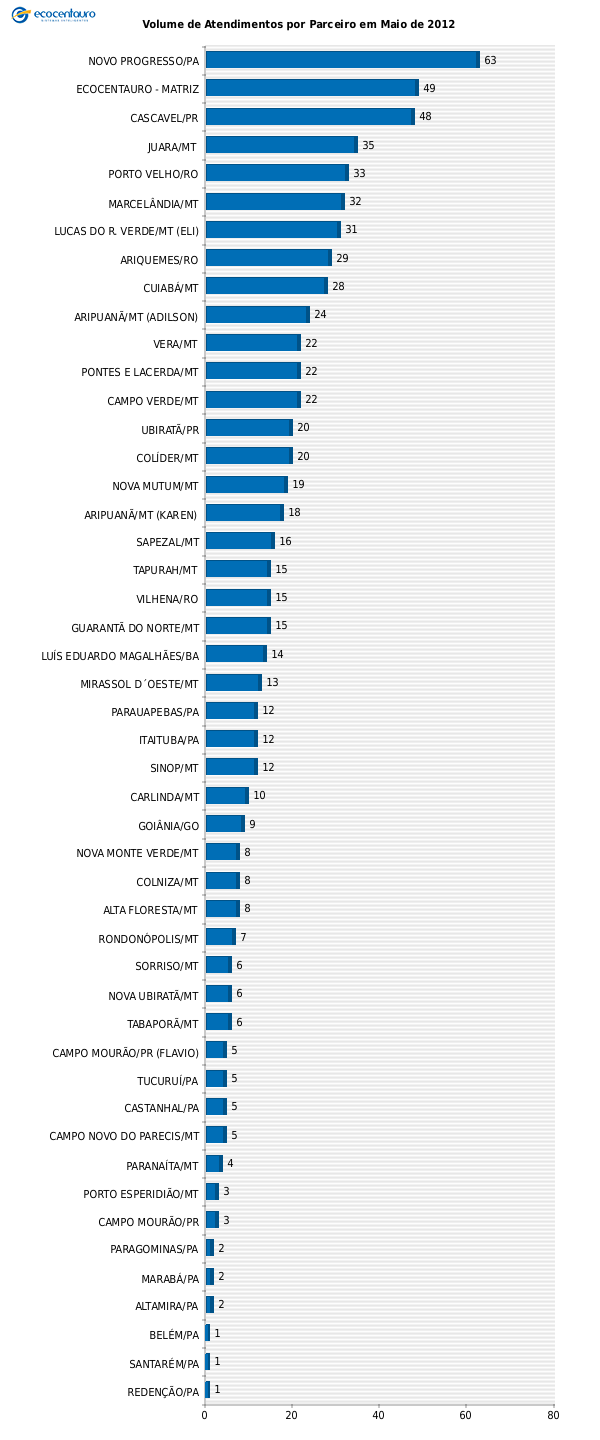 ecocentauro
Volume de Atendimentos por Parceiro em Maio de 2012
NOVO PROGRESSO/PA 63
ECOCENTAURO - MATRIZ 49
CASCAVEL/PR 48
JUARA/MT 35
PORTO VELHO/RO 33
MARCELÂNDIA/MT 32
LUCAS DO R. VERDE/MT (ELI) 31
ARIQUEMES/RO 29
CUIABÁ/MT 28
ARIPUANÃ/MT (ADILSON) 24
VERA/MT 22
PONTES E LACERDA/MT 22
CAMPO VERDE/MT 22
UBIRATÃ/PR 20
COLÍDER/MT 20
NOVA MUTUM/MT 19
ARIPUANÃ/MT (KAREN) 18
SAPEZAL/MT 16
TAPURAH/MT 15
VILHENA/RO 15
GUARANTÃ DO NORTE/MT 15
LUÍS EDUARDO MAGALHÃES/BA 14
MIRASSOL D´OESTE/MT 13
PARAUAPEBAS/PA 12
ITAITUBA/PA 12
SINOP/MT 12
CARLINDA/MT 10
GOIÂNIA/GO 9
NOVA MONTE VERDE/MT 8
COLNIZA/MT 8
ALTA FLORESTA/MT 8
RONDONÓPOLIS/MT 7
SORRISO/MT 6
NOVA UBIRATÃ/MT 6
TABAPORÃ/MT 6
CAMPO MOURÃO/PR (FLAVIO) 5
TUCURUÍ/PA 5
CASTANHAL/PA 5
CAMPO NOVO DO PARECIS/MT 5
PARANAÍTA/MT 4
PORTO ESPERIDIÃO/MT 3
CAMPO MOURÃO/PR 3
PARAGOMINAS/PA 2
MARABÁ/PA 2
ALTAMIRA/PA 2
BELÉM/PA 1
SANTARÉM/PA 1
REDENÇÃO/PA 1
0 20 40 60 80